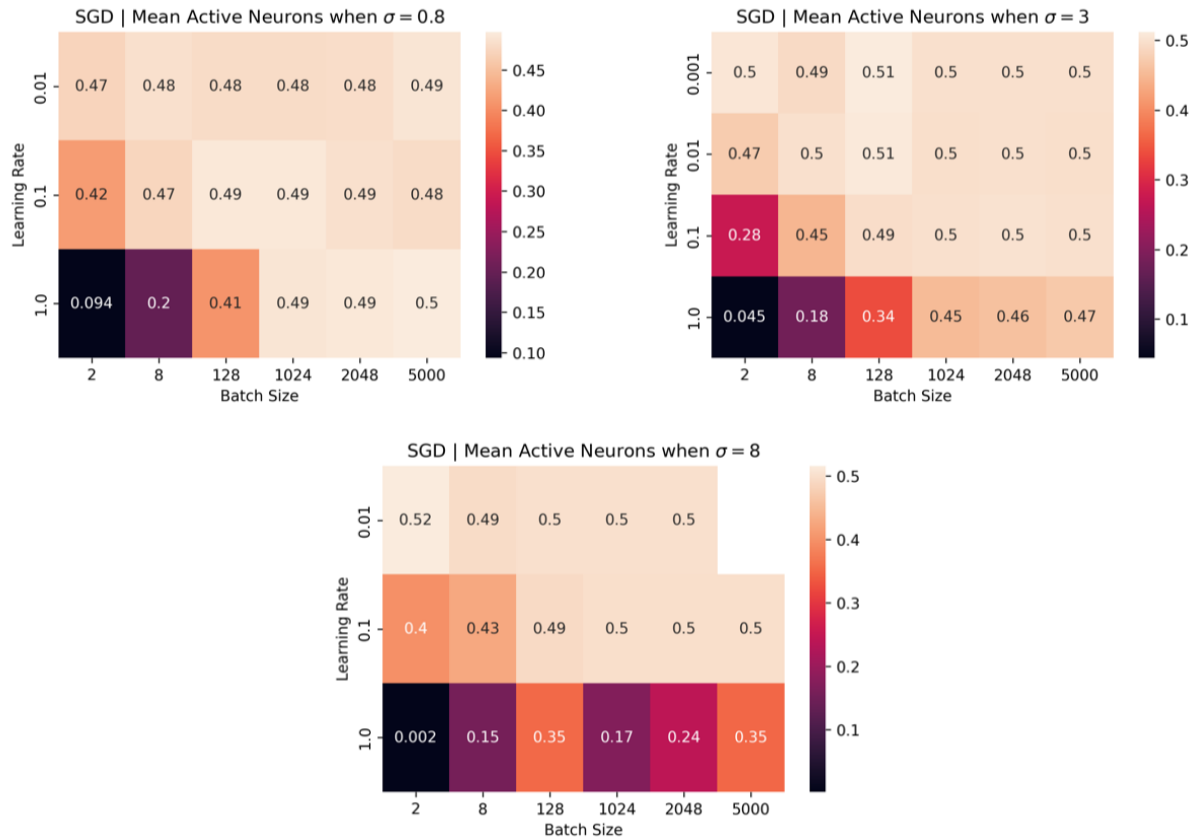 SGD | Mean Active Neurons when σ = 0.8
0.01 0.47 0.48 0.48 0.48 0.48 0.49
0.1 0.42 0.47 0.49 0.49 0.49 0.48
1.0 0.094 0.2 0.41 0.49 0.49 0.5
2 8 128 1024 2048 5000
Batch Size
Learning Rate
0.45
0.40
0.35
0.30
0.25
0.20
0.15
0.10
SGD | Mean Active Neurons when σ = 3
0.001 0.5 0.49 0.51 0.5 0.5 0.5
0.01 0.47 0.5 0.51 0.5 0.5 0.5
0.1 0.28 0.45 0.49 0.5 0.5 0.5
1.0 0.045 0.18 0.34 0.45 0.46 0.47
2 8 128 1024 2048 5000
Batch Size
Learning Rate
0.5
0.4
0.3
0.2
0.1
SGD | Mean Active Neurons when σ = 8
0.01 0.52 0.49 0.5 0.5 0.5
0.1 0.4 0.43 0.49 0.5 0.5 0.5
1.0 0.002 0.15 0.35 0.17 0.24 0.35
2 8 128 1024 2048 5000
Batch Size
Learning Rate
0.5
0.4
0.3
0.2
0.1